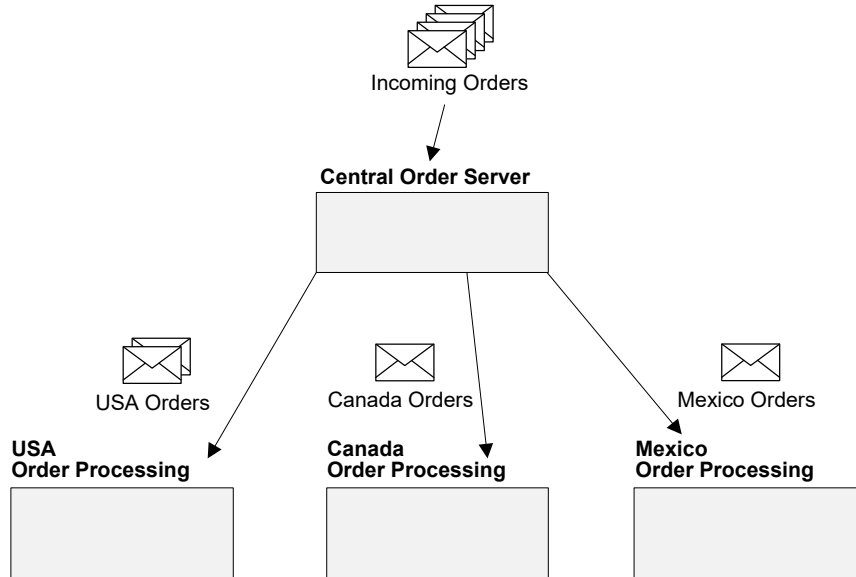 Incoming Orders
Central Order Server
USA Orders
Canada Orders
Mexico Orders
USA
Order Processing
Canada
Order Processing
Mexico
Order Processing